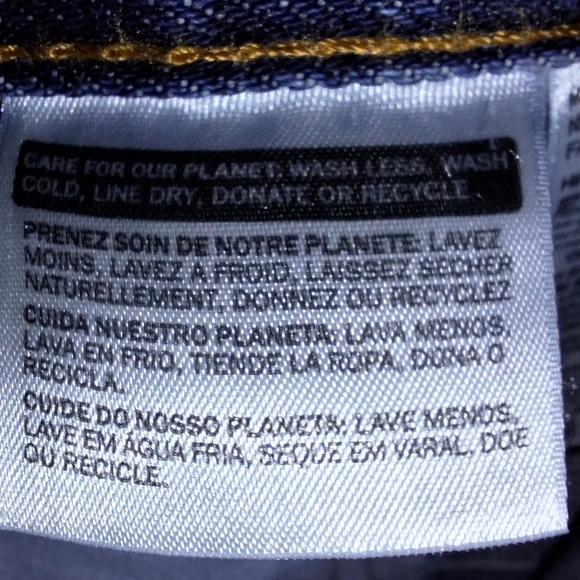 CARE FOR OUR PLANET: WASH LESS, WASH
COLD, LINE DRY, DONATE OR RECYCLE.
PRENEZ SOIN DE NOTRE PLANETE: LAVEZ
MOINS, LAVEZ A FROID, LAISSEZ SECHER
NATURELLEMENT, DONNEZ OU RECYCLEZ
CUIDA NUESTRO PLANETA: LAVA MENOS,
LAVA EN FRIO, TIENDE LA ROPA, DONA O
RECICLA.
CUIDE DO NOSSO PLANETA: LAVE MENOS,
LAVE EM AGUA FRIA, SEQUE EM VARAL, DOE
OU RECICLE.